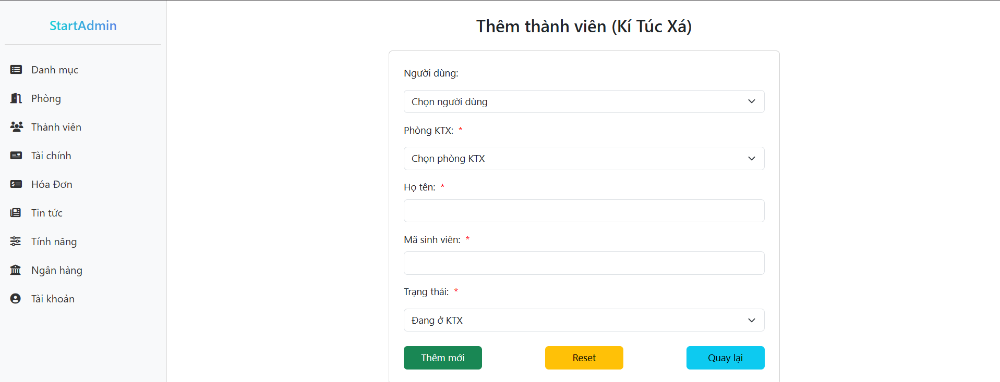 StartAdmin
Danh mục
Phòng
Thành viên
Tài chính
Hóa Đơn
Tin tức
Tính năng
Ngân hàng
Tài khoản
Thêm thành viên (Kí Túc Xá)
Người dùng:
Chọn người dùng
Phòng KTX: *
Chọn phòng KTX
Họ tên: *
Mã sinh viên: *
Trạng thái: *
Đang ở KTX
Thêm mới
Reset
Quay lại